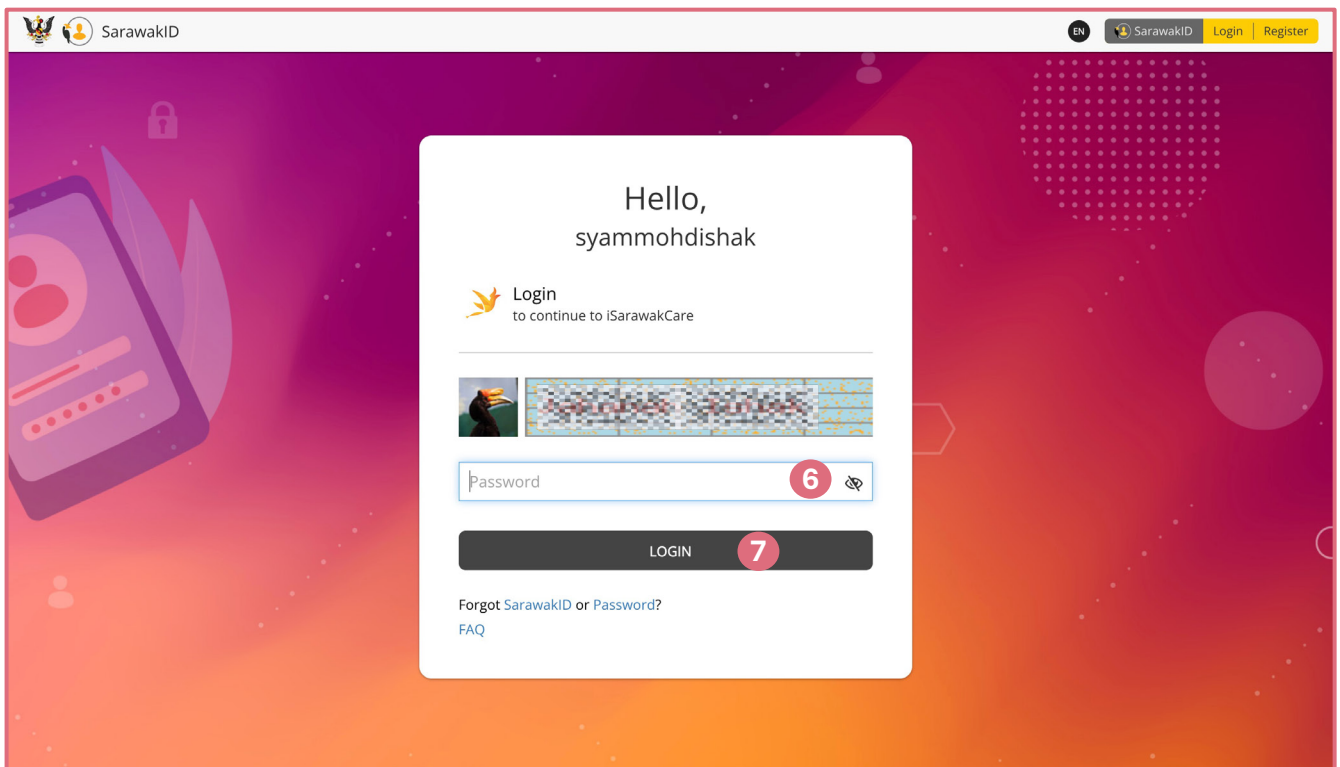 SarawakID
EN
SarawakID Login Register
Hello,
syammohdishak
Login
to continue to iSarawakCare
Password 6
LOGIN 7
Forgot SarawakID or Password?
FAQ